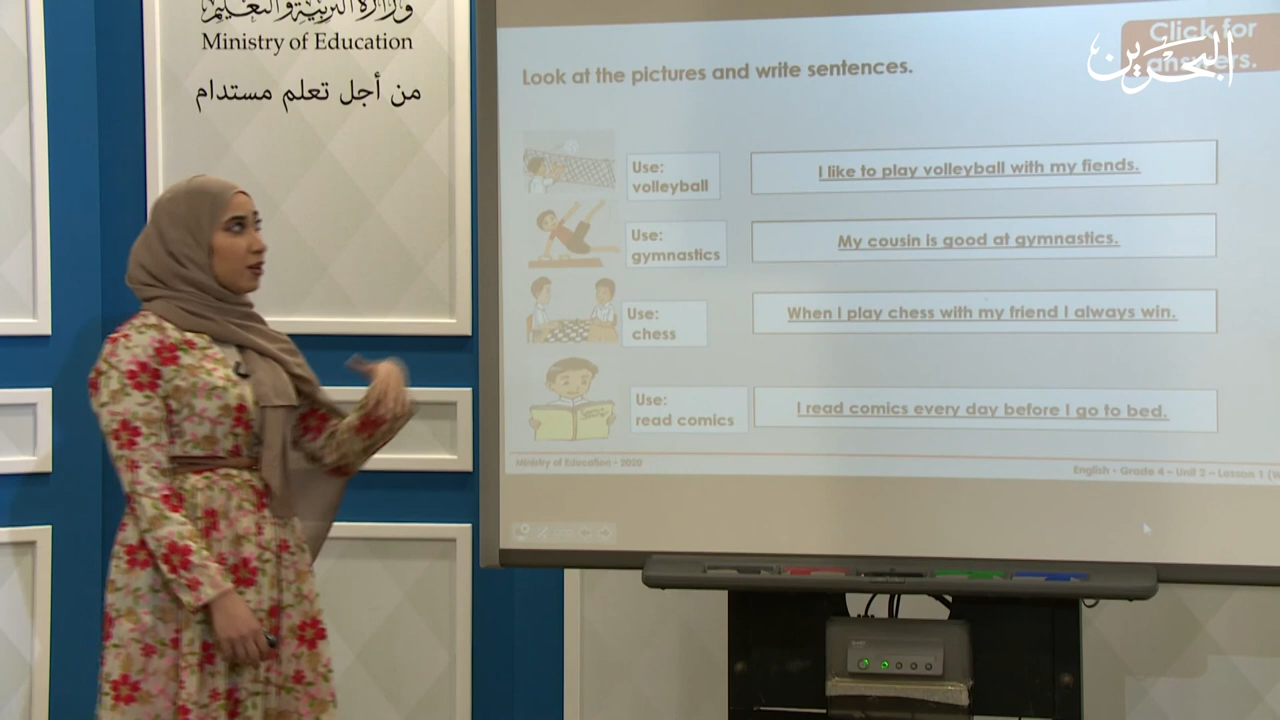 وزارة التربية والتعليم
Ministry of Education
من أجل تعلم مستدام
Click for
answers.
البحرين
Look at the pictures and write sentences.
Use:
volleyball
I like to play volleyball with my fiends.
Use:
gymnastics
My cousin is good at gymnastics.
Use:
chess
When I play chess with my friend I always win.
Use:
read comics
I read comics every day before I go to bed.
Ministry of Education - 2020
English - Grade 4 - Unit 2 - Lesson 1